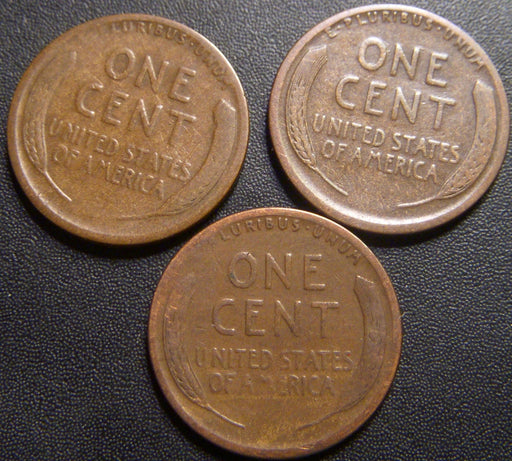 LURIBUS·UNUM
ONE
CENT
UNITED STATES
OF AMERICA
E·PLURIBUS·UNUM
ONE
CENT
UNITED STATES
OF AMERICA
LURIBUS·UNUM
ONE
CENT
UNITED STATES
OF AMERICA